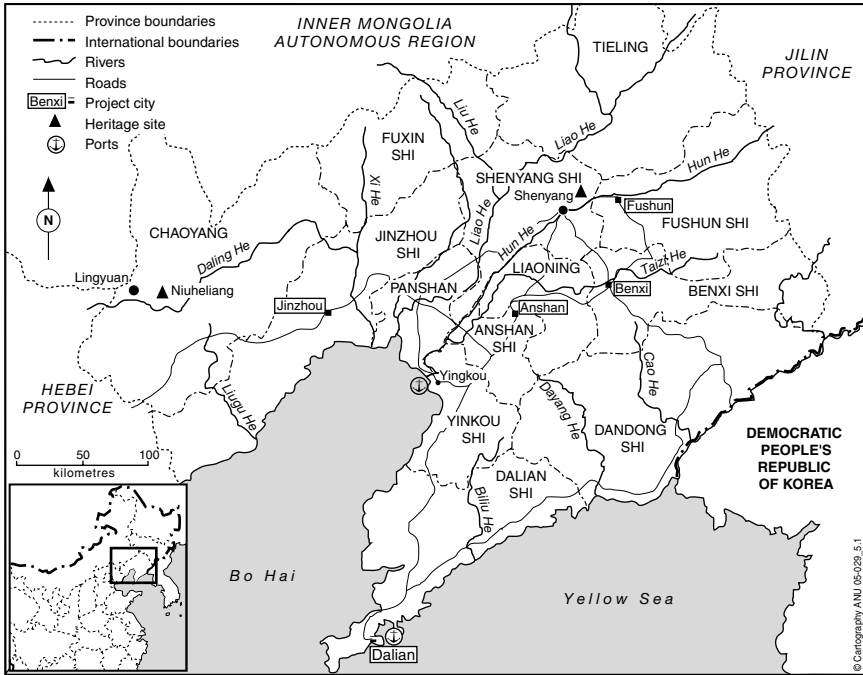 Province boundaries
International boundaries
Rivers
Roads
Benxi
Project city
Heritage site
Ports
N
INNER MONGOLIA
AUTONOMOUS REGION
TIELING
JILIN
PROVINCE
Liu He
Liao He
Hun He
FUXIN
SHI
Xi He
SHENYANG SHI
Shenyang
Fushun
FUSHUN SHI
CHAOYANG
Daling He
JINZHOU
SHI
Liao He
Hun He
LIAONING
Taizi He
Lingyuan
Niuheliang
PANSHAN
Benxi
BENXI SHI
Jinzhou
Anshan
ANSHAN
SHI
Cao He
HEBEI
PROVINCE
Liugu He
Yingkou
Dayang He
YINKOU
SHI
DANDONG
SHI
DEMOCRATIC
PEOPLE'S
REPUBLIC
OF KOREA
0 50 100
kilometres
DALIAN
SHI
Biliu He
Bo Hai
Yellow Sea
Dalian
© Cartography ANU 05-029_5.1